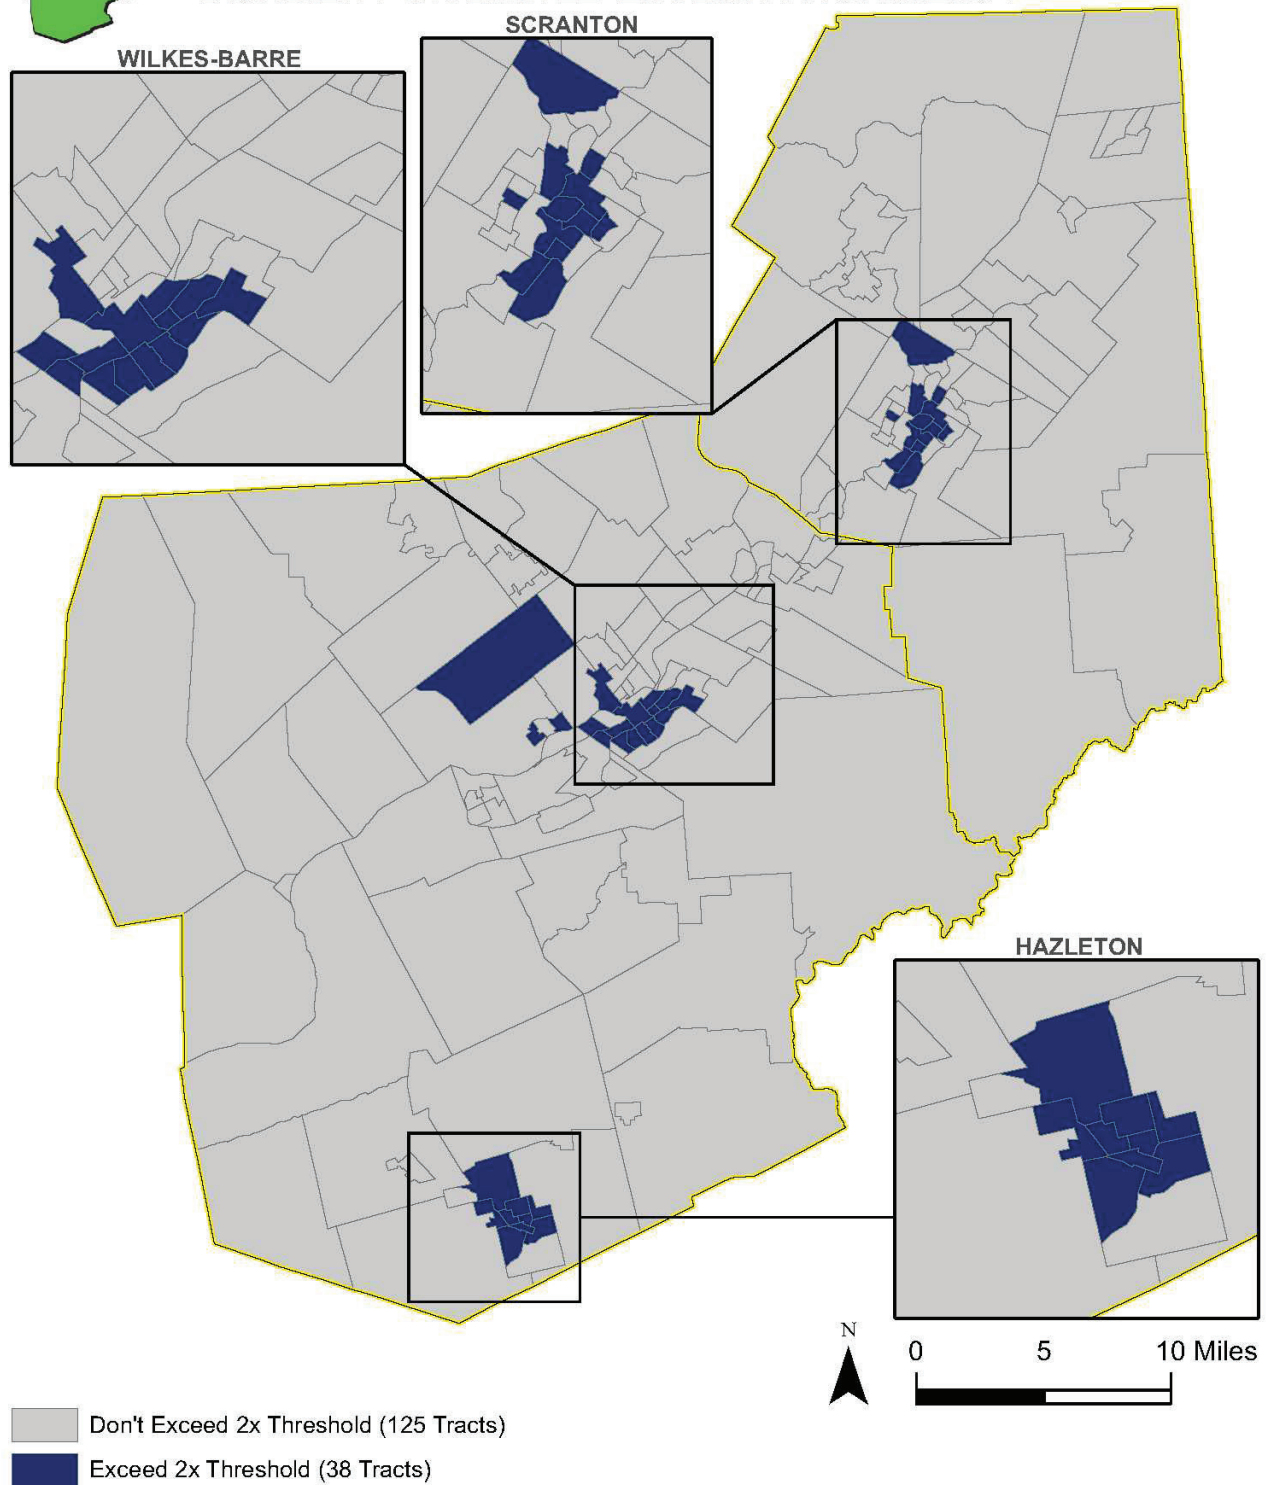 SCRANTON
WILKES-BARRE
HAZLETON
N
0 5 10 Miles
Don't Exceed 2x Threshold (125 Tracts)
Exceed 2x Threshold (38 Tracts)